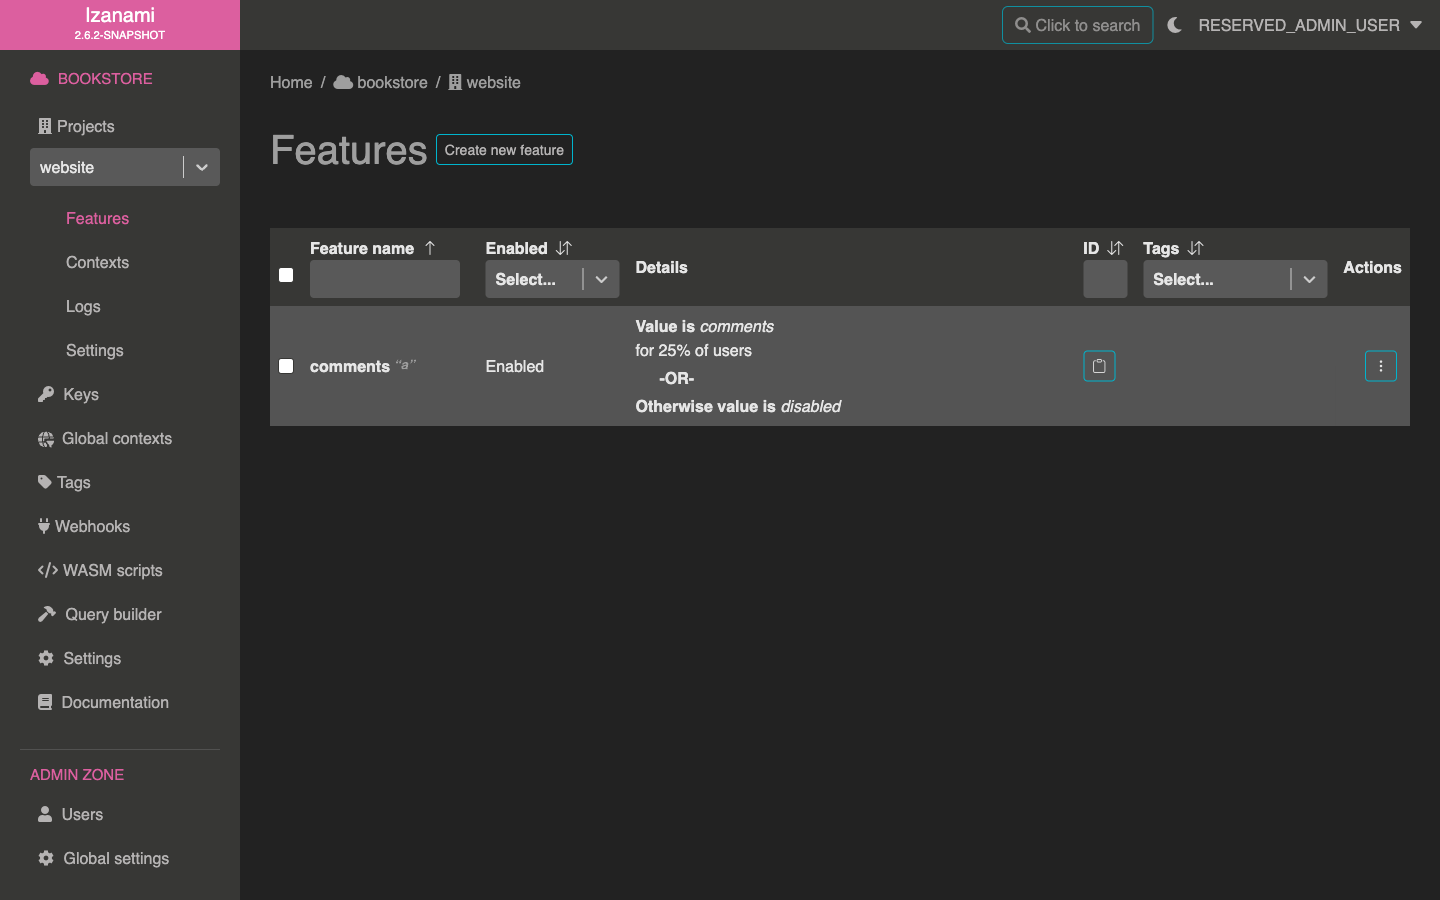 Izanami
2.6.2-SNAPSHOT
Click to search
RESERVED_ADMIN_USER
BOOKSTORE
Projects
website
Features
Contexts
Logs
Settings
Keys
Global contexts
Tags
Webhooks
WASM scripts
Query builder
Settings
Documentation
ADMIN ZONE
Users
Global settings
Home / bookstore / website
Features
Create new feature
Feature name Enabled Details ID Tags Actions
Select... Select...
comments “a” Enabled
Value is comments
for 25% of users
-OR-
Otherwise value is disabled